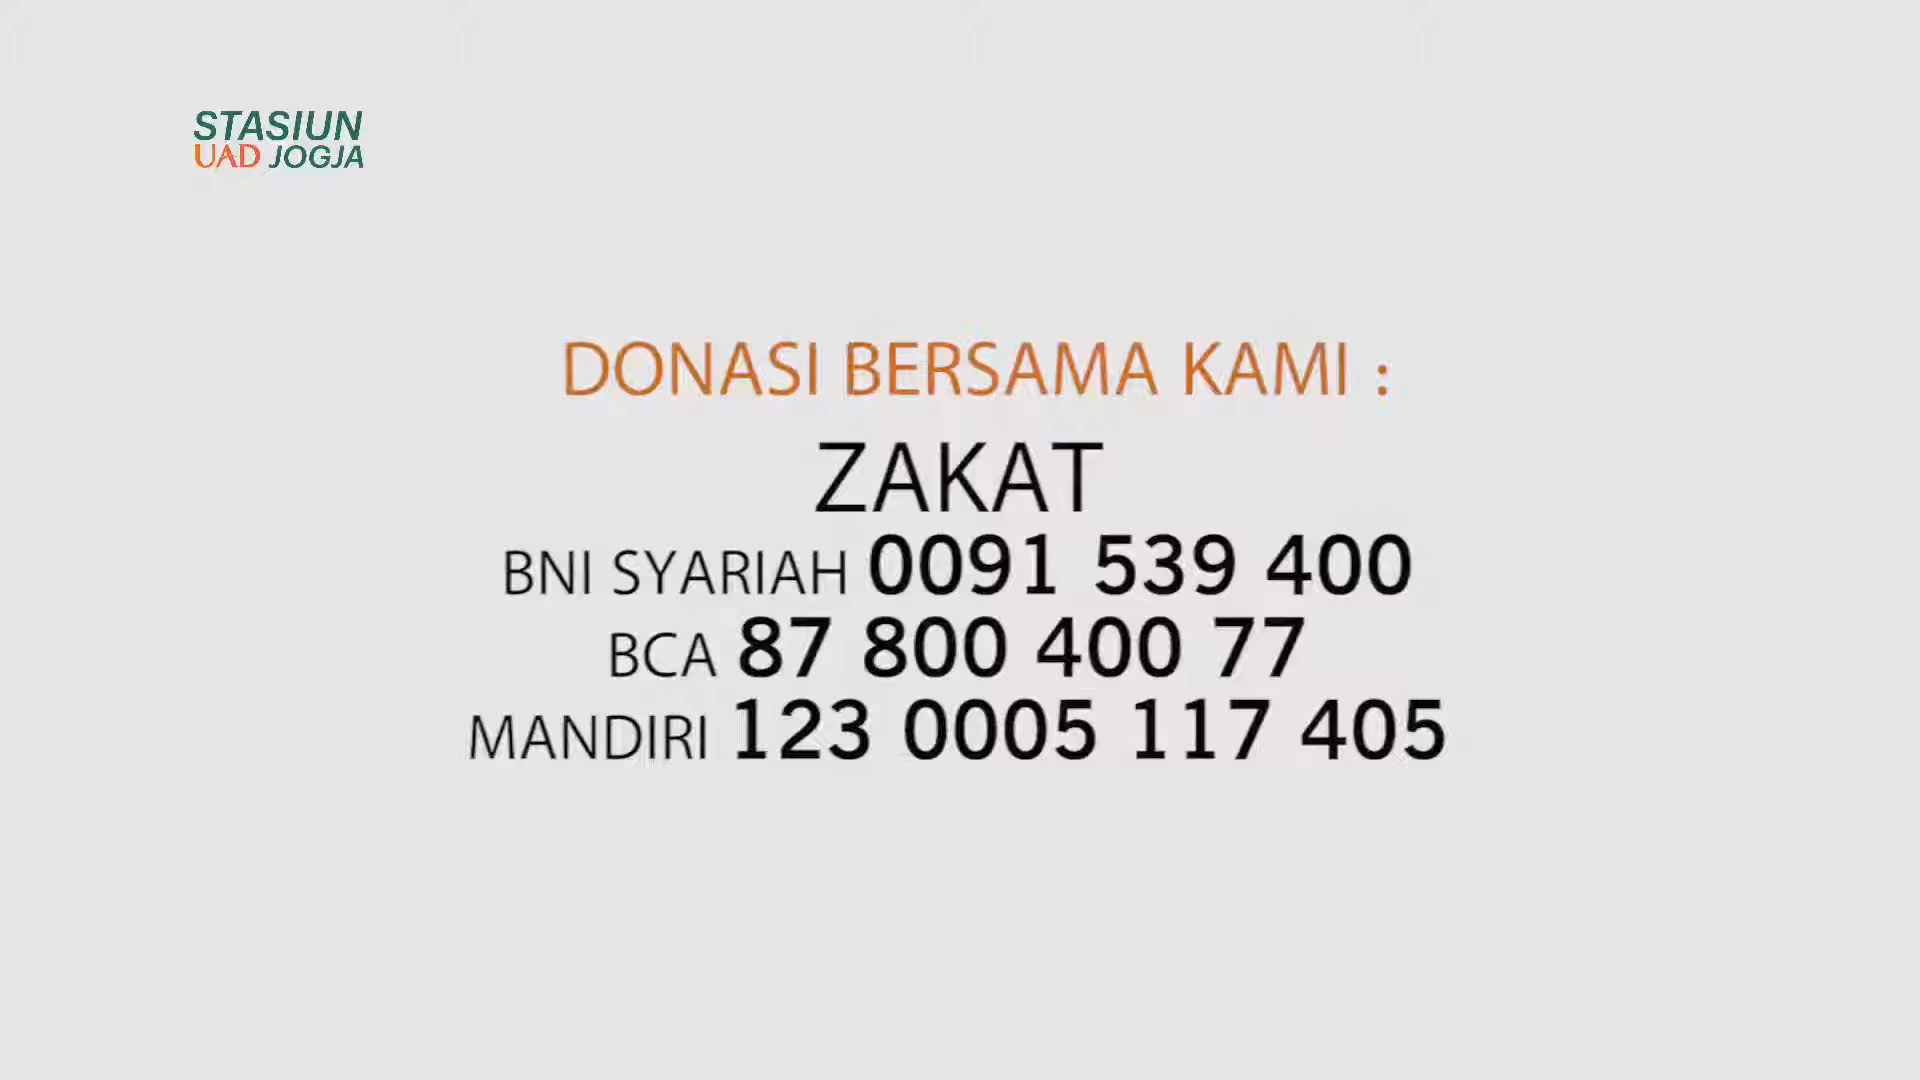 STASIUN
UAD JOGJA
DONASI BERSAMA KAMI :
ZAKAT
BNI SYARIAH 0091 539 400
BCA 87 800 400 77
MANDIRI 123 0005 117 405